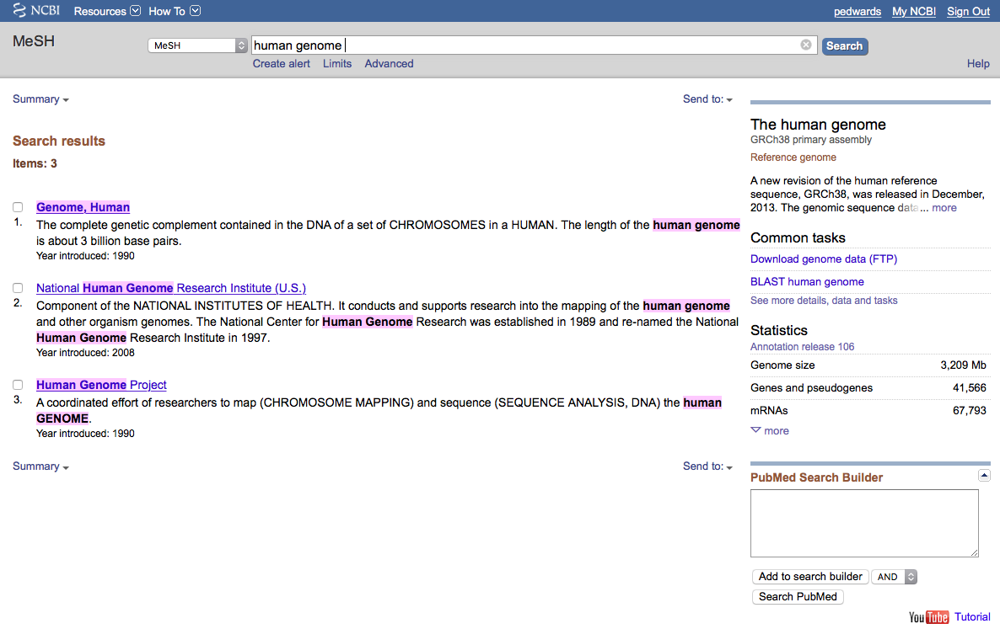 NCBI Resources How To pedwards My NCBI Sign Out
MeSH MeSH human genome Search
Create alert Limits Advanced Help
Summary Send to:
Search results
Items: 3
Genome, Human
1. The complete genetic complement contained in the DNA of a set of CHROMOSOMES in a HUMAN. The length of the human genome
is about 3 billion base pairs.
Year introduced: 1990
National Human Genome Research Institute (U.S.)
2. Component of the NATIONAL INSTITUTES OF HEALTH. It conducts and supports research into the mapping of the human genome
and other organism genomes. The National Center for Human Genome Research was established in 1989 and re-named the National
Human Genome Research Institute in 1997.
Year introduced: 2008
Human Genome Project
3. A coordinated effort of researchers to map (CHROMOSOME MAPPING) and sequence (SEQUENCE ANALYSIS, DNA) the human
GENOME.
Year introduced: 1990
Summary Send to:
The human genome
GRCh38 primary assembly
Reference genome
A new revision of the human reference
sequence, GRCh38, was released in December,
2013. The genomic sequence data... more
Common tasks
Download genome data (FTP)
BLAST human genome
See more details, data and tasks
Statistics
Annotation release 106
Genome size 3,209 Mb
Genes and pseudogenes 41,566
mRNAs 67,793
more
PubMed Search Builder
Add to search builder AND
Search PubMed
YouTube Tutorial